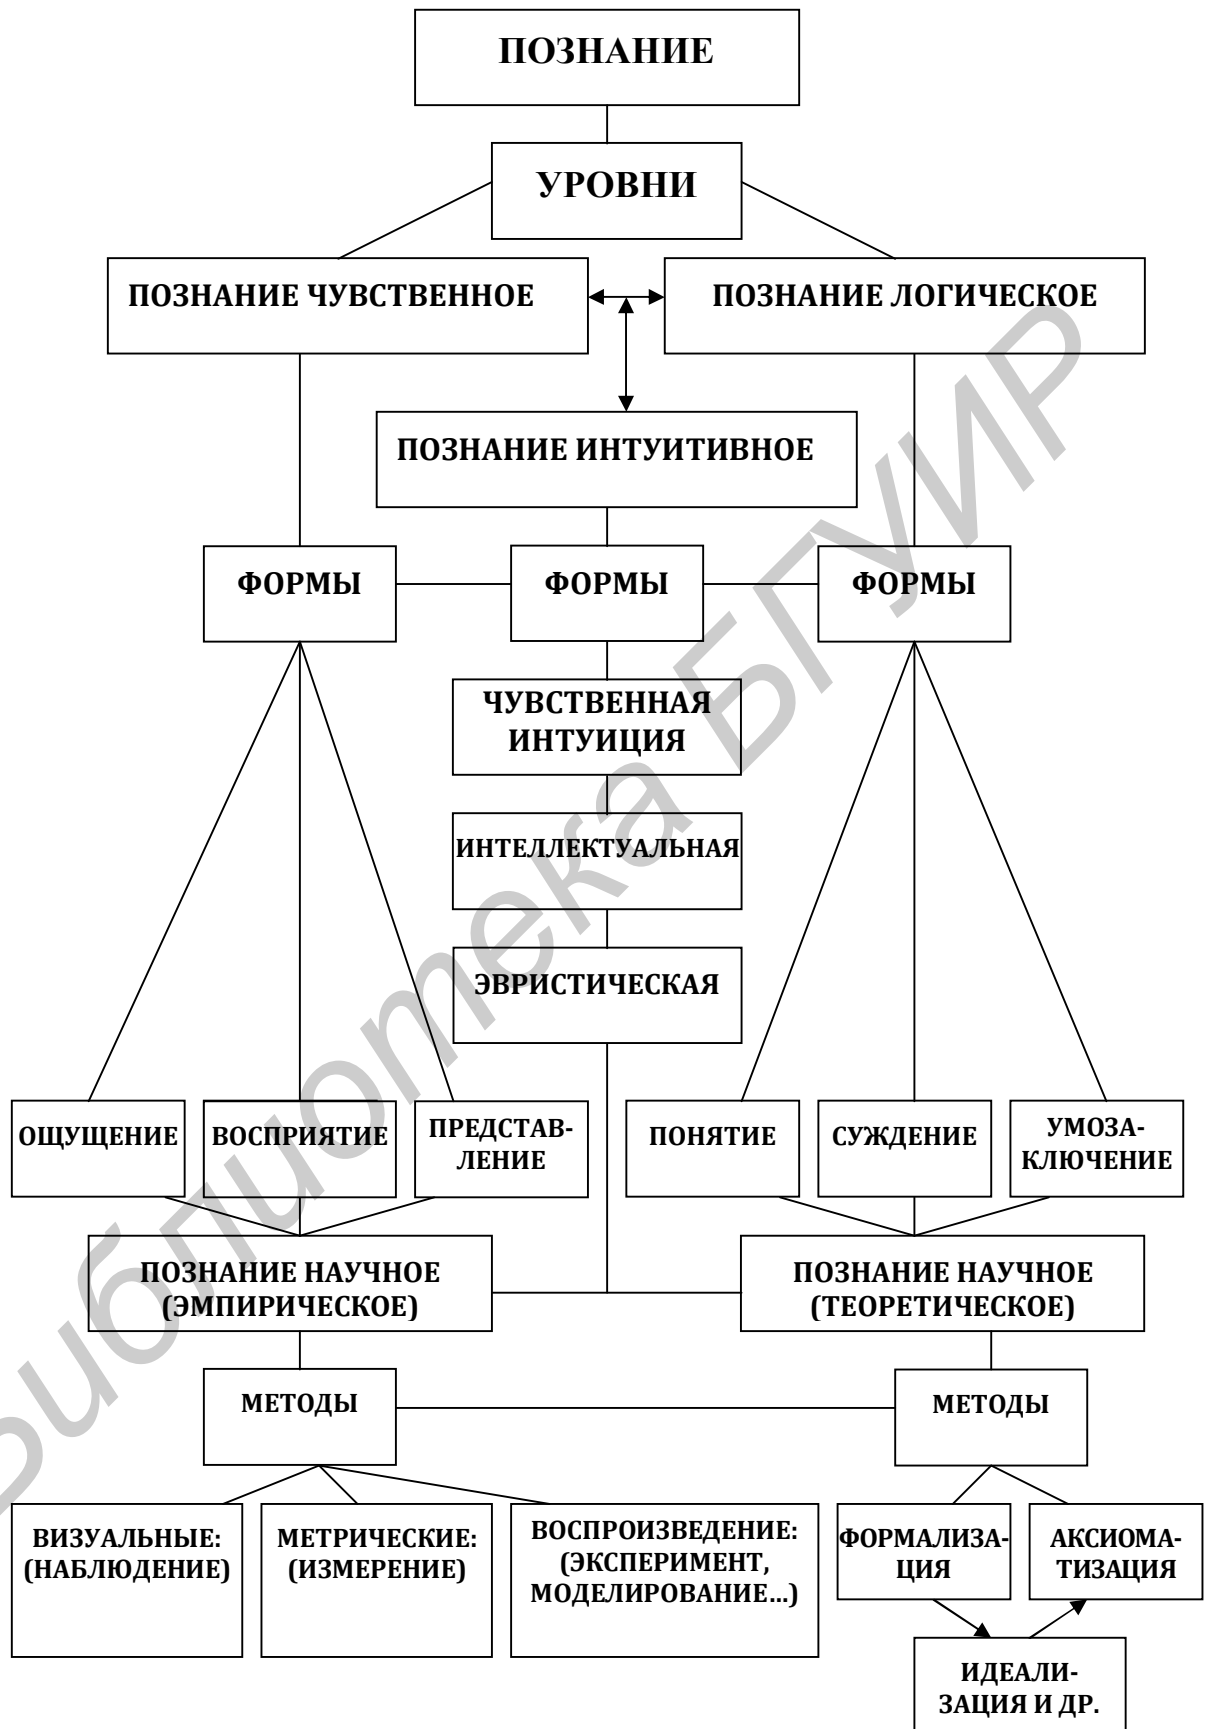 ПОЗНАНИЕ
УРОВНИ
ПОЗНАНИЕ ЧУВСТВЕННОЕ
ПОЗНАНИЕ ЛОГИЧЕСКОЕ
ПОЗНАНИЕ ИНТУИТИВНОЕ
ФОРМЫ
ФОРМЫ
ФОРМЫ
ЧУВСТВЕННАЯ
ИНТУИЦИЯ
ИНТЕЛЛЕКТУАЛЬНАЯ
ЭВРИСТИЧЕСКАЯ
ОЩУЩЕНИЕ
ВОСПРИЯТИЕ
ПРЕДСТАВ-
ЛЕНИЕ
ПОНЯТИЕ
СУЖДЕНИЕ
УМОЗА-
КЛЮЧЕНИЕ
ПОЗНАНИЕ НАУЧНОЕ
(ЭМПИРИЧЕСКОЕ)
ПОЗНАНИЕ НАУЧНОЕ
(ТЕОРЕТИЧЕСКОЕ)
МЕТОДЫ
МЕТОДЫ
ВИЗУАЛЬНЫЕ:
(НАБЛЮДЕНИЕ)
МЕТРИЧЕСКИЕ:
(ИЗМЕРЕНИЕ)
ВОСПРОИЗВЕДЕНИЕ:
(ЭКСПЕРИМЕНТ,
МОДЕЛИРОВАНИЕ...)
ФОРМАЛИЗА-
ЦИЯ
АКСИОМА-
ТИЗАЦИЯ
ИДЕАЛИ-
ЗАЦИЯ И ДР.
Библиотека БГУИР